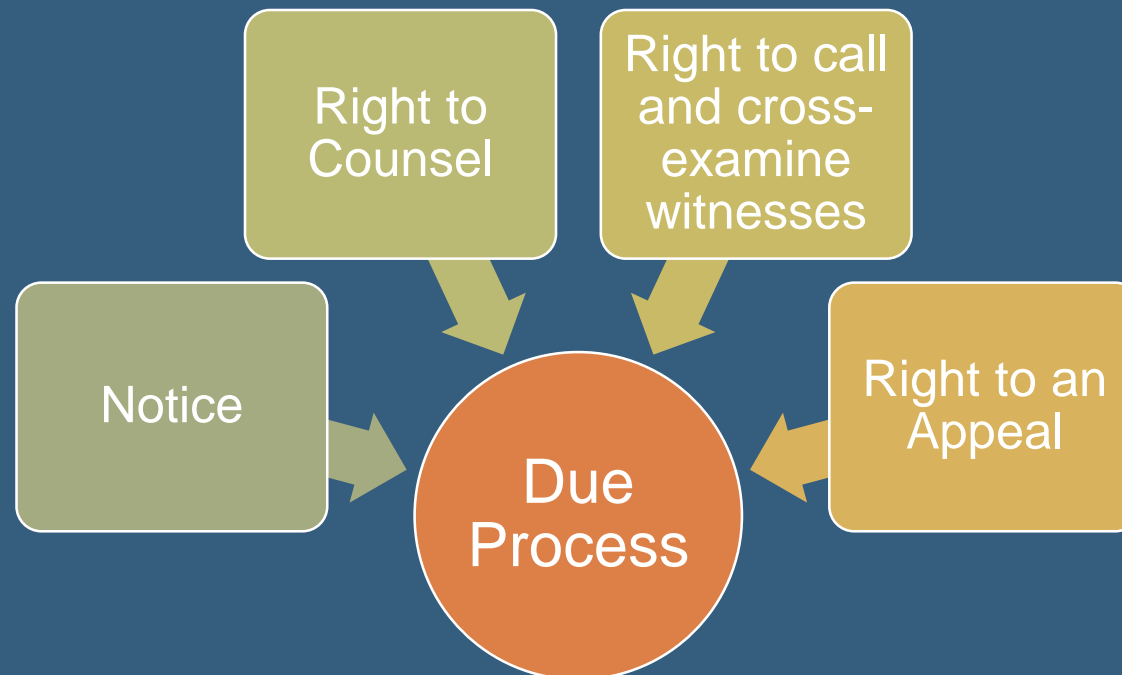 Right to
Counsel
Right to call
and cross-
examine
witnesses
Notice
Right to an
Appeal
Due
Process